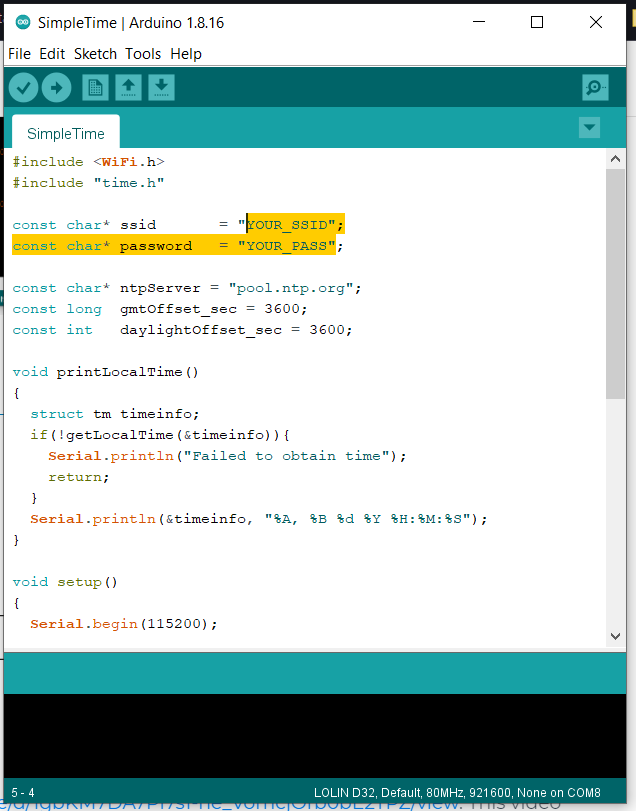 SimpleTime | Arduino 1.8.16
File Edit Sketch Tools Help
SimpleTime
#include <WiFi.h>
#include "time.h"
const char* ssid       = "YOUR_SSID";
const char* password   = "YOUR_PASS";
const char* ntpServer = "pool.ntp.org";
const long  gmtOffset_sec = 3600;
const int   daylightOffset_sec = 3600;
void printLocalTime()
{
  struct tm timeinfo;
  if(!getLocalTime(&timeinfo)){
    Serial.println("Failed to obtain time");
    return;
  }
  Serial.println(&timeinfo, "%A, %B %d %Y %H:%M:%S");
}
void setup()
{
  Serial.begin(115200);
5 - 4
LOLIN D32, Default, 80MHz, 921600, None on COM8
This video